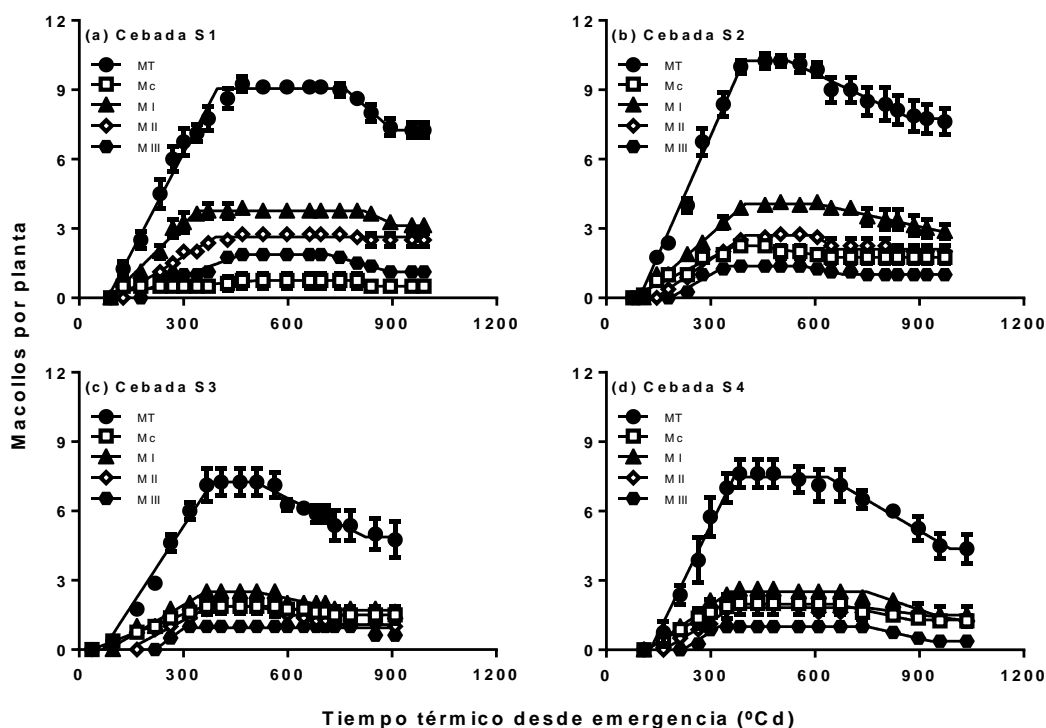 (a) Cebada S1
MT
Mc
M I
M II
M III
12
9
6
3
0
0 300 600 900 1200
(b) Cebada S2
MT
Mc
M I
M II
M III
12
9
6
3
0
0 300 600 900 1200
(c) Cebada S3
MT
Mc
M I
M II
M III
12
9
6
3
0
0 300 600 900 1200
(d) Cebada S4
MT
Mc
M I
M II
M III
12
9
6
3
0
0 300 600 900 1200
Macollos por planta
Tiempo térmico desde emergencia (ºCd)